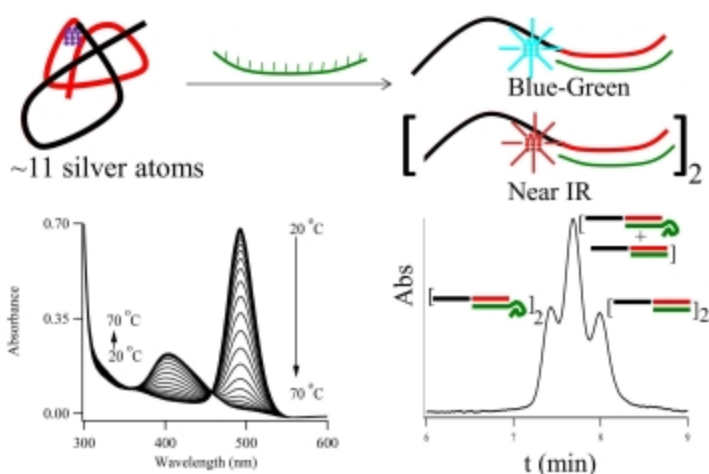 ~11 silver atoms
Blue-Green
[ ]2
Near IR
0.70
0.35
0.00
Absorbance
20 °C
70 °C
70 °C
20 °C
300
400
500
600
Wavelength (nm)
Abs
[ + ]
[ ]2
[ ]2
6
7
8
9
t (min)